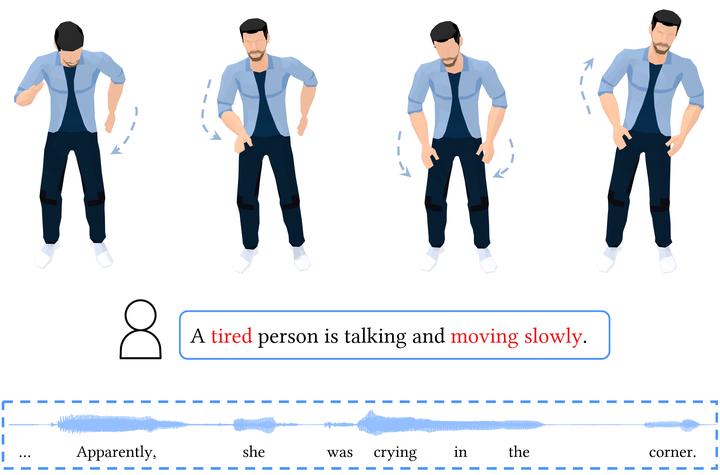 A tired person is talking and moving slowly.
... Apparently, she was crying in the corner.